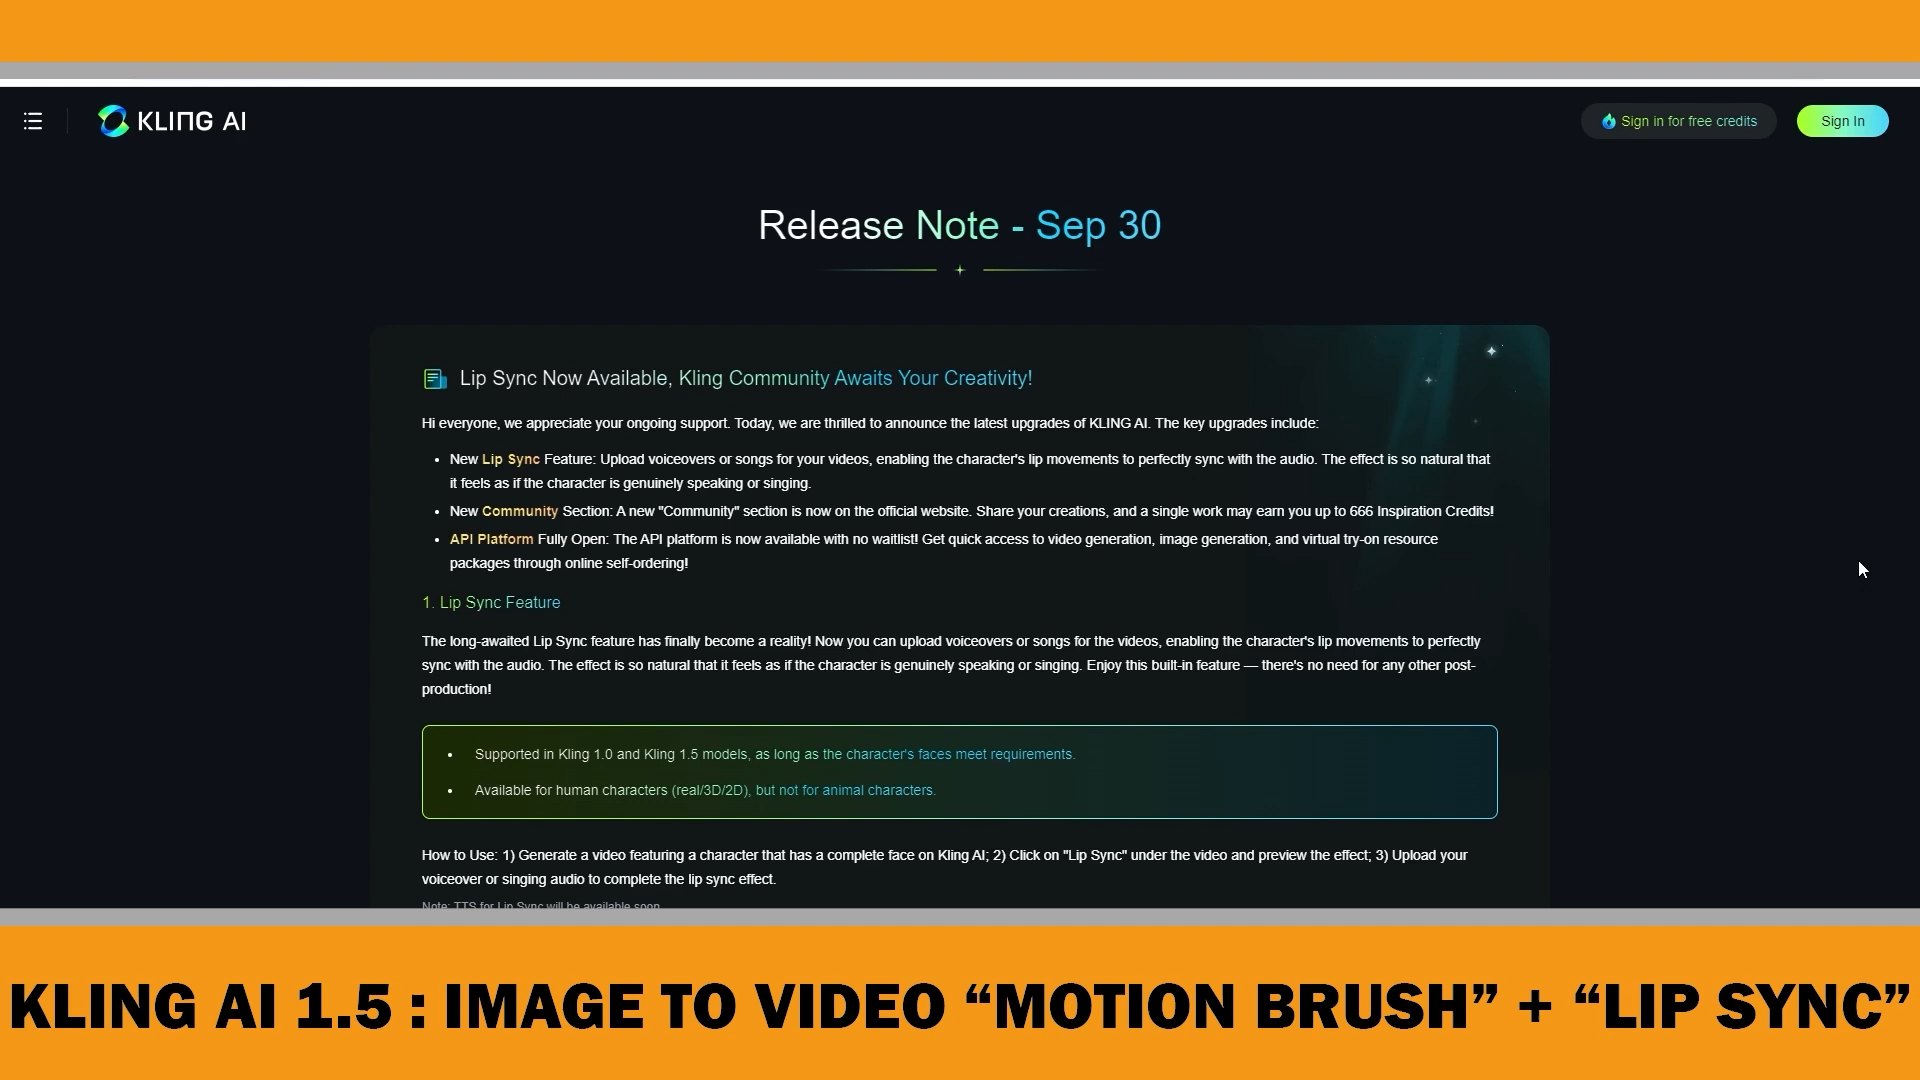 KLING AI
Sign in for free credits
Sign In
Release Note - Sep 30
Lip Sync Now Available, Kling Community Awaits Your Creativity!
Hi everyone, we appreciate your ongoing support. Today, we are thrilled to announce the latest upgrades of KLING AI. The key upgrades include:
• New Lip Sync Feature: Upload voiceovers or songs for your videos, enabling the character's lip movements to perfectly sync with the audio. The effect is so natural that
it feels as if the character is genuinely speaking or singing.
• New Community Section: A new "Community" section is now on the official website. Share your creations, and a single work may earn you up to 666 Inspiration Credits!
• API Platform Fully Open: The API platform is now available with no waitlist! Get quick access to video generation, image generation, and virtual try-on resource
packages through online self-ordering!
1. Lip Sync Feature
The long-awaited Lip Sync feature has finally become a reality! Now you can upload voiceovers or songs for the videos, enabling the character's lip movements to perfectly
sync with the audio. The effect is so natural that it feels as if the character is genuinely speaking or singing. Enjoy this built-in feature — there's no need for any other post-
production!
• Supported in Kling 1.0 and Kling 1.5 models, as long as the character's faces meet requirements.
• Available for human characters (real/3D/2D), but not for animal characters.
How to Use: 1) Generate a video featuring a character that has a complete face on Kling AI; 2) Click on "Lip Sync" under the video and preview the effect; 3) Upload your
voiceover or singing audio to complete the lip sync effect.
Note: TTS for Lip Sync will be available soon
KLING AI 1.5 : IMAGE TO VIDEO “MOTION BRUSH” + “LIP SYNC”